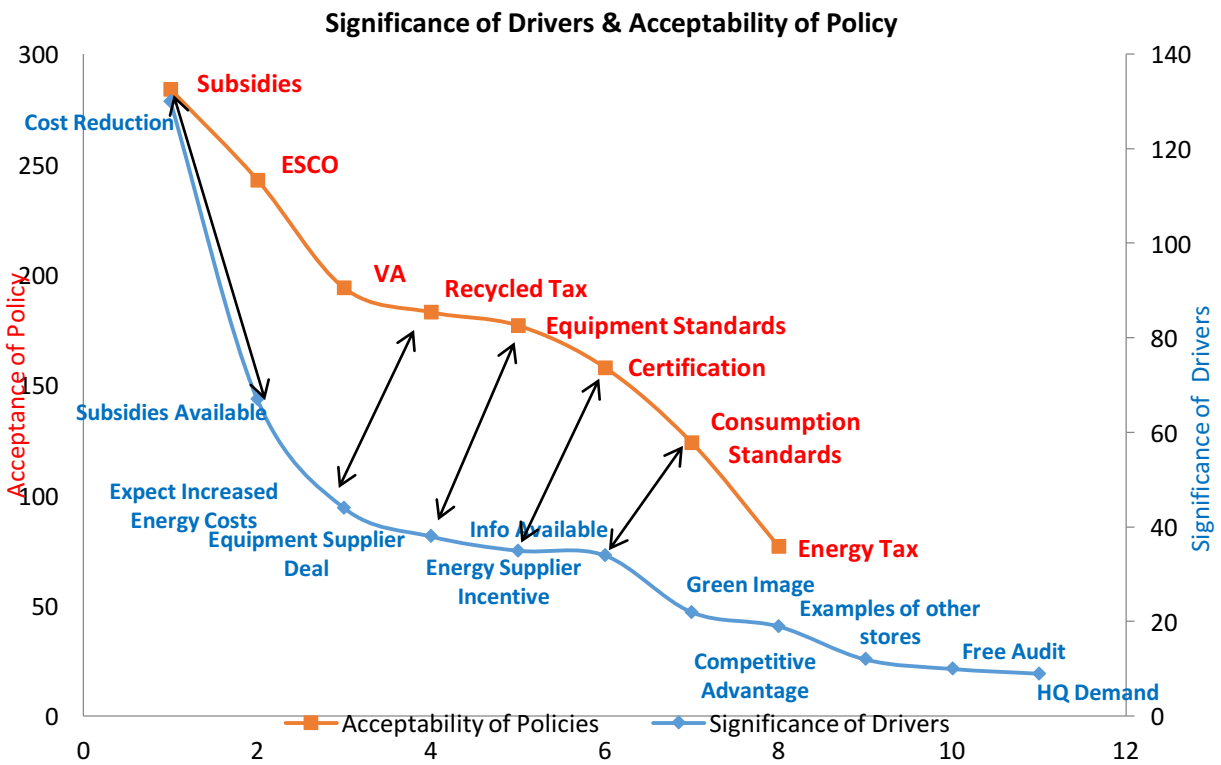 Significance of Drivers & Acceptability of Policy
300
250
200
150
100
50
0
Acceptance of Policy
140
120
100
80
60
40
20
0
Significance of Drivers
Subsidies
Cost Reduction
ESCO
VA
Recycled Tax
Equipment Standards
Certification
Consumption
Standards
Energy Tax
Subsidies Available
Expect Increased
Energy Costs
Equipment Supplier
Deal
Info Available
Energy Supplier
Incentive
Green Image
Competitive
Advantage
Examples of other
stores
Free Audit
HQ Demand
Acceptability of Policies
Significance of Drivers
0
2
4
6
8
10
12